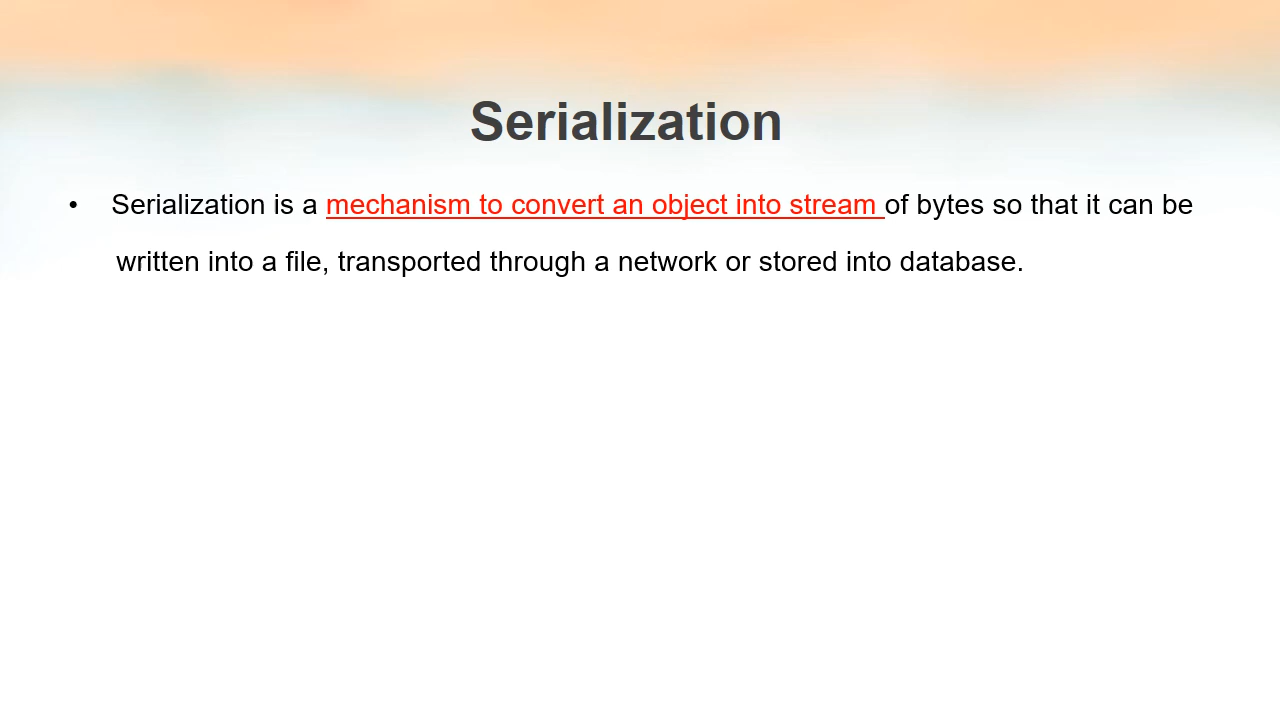 Serialization
• Serialization is a mechanism to convert an object into stream of bytes so that it can be
written into a file, transported through a network or stored into database.